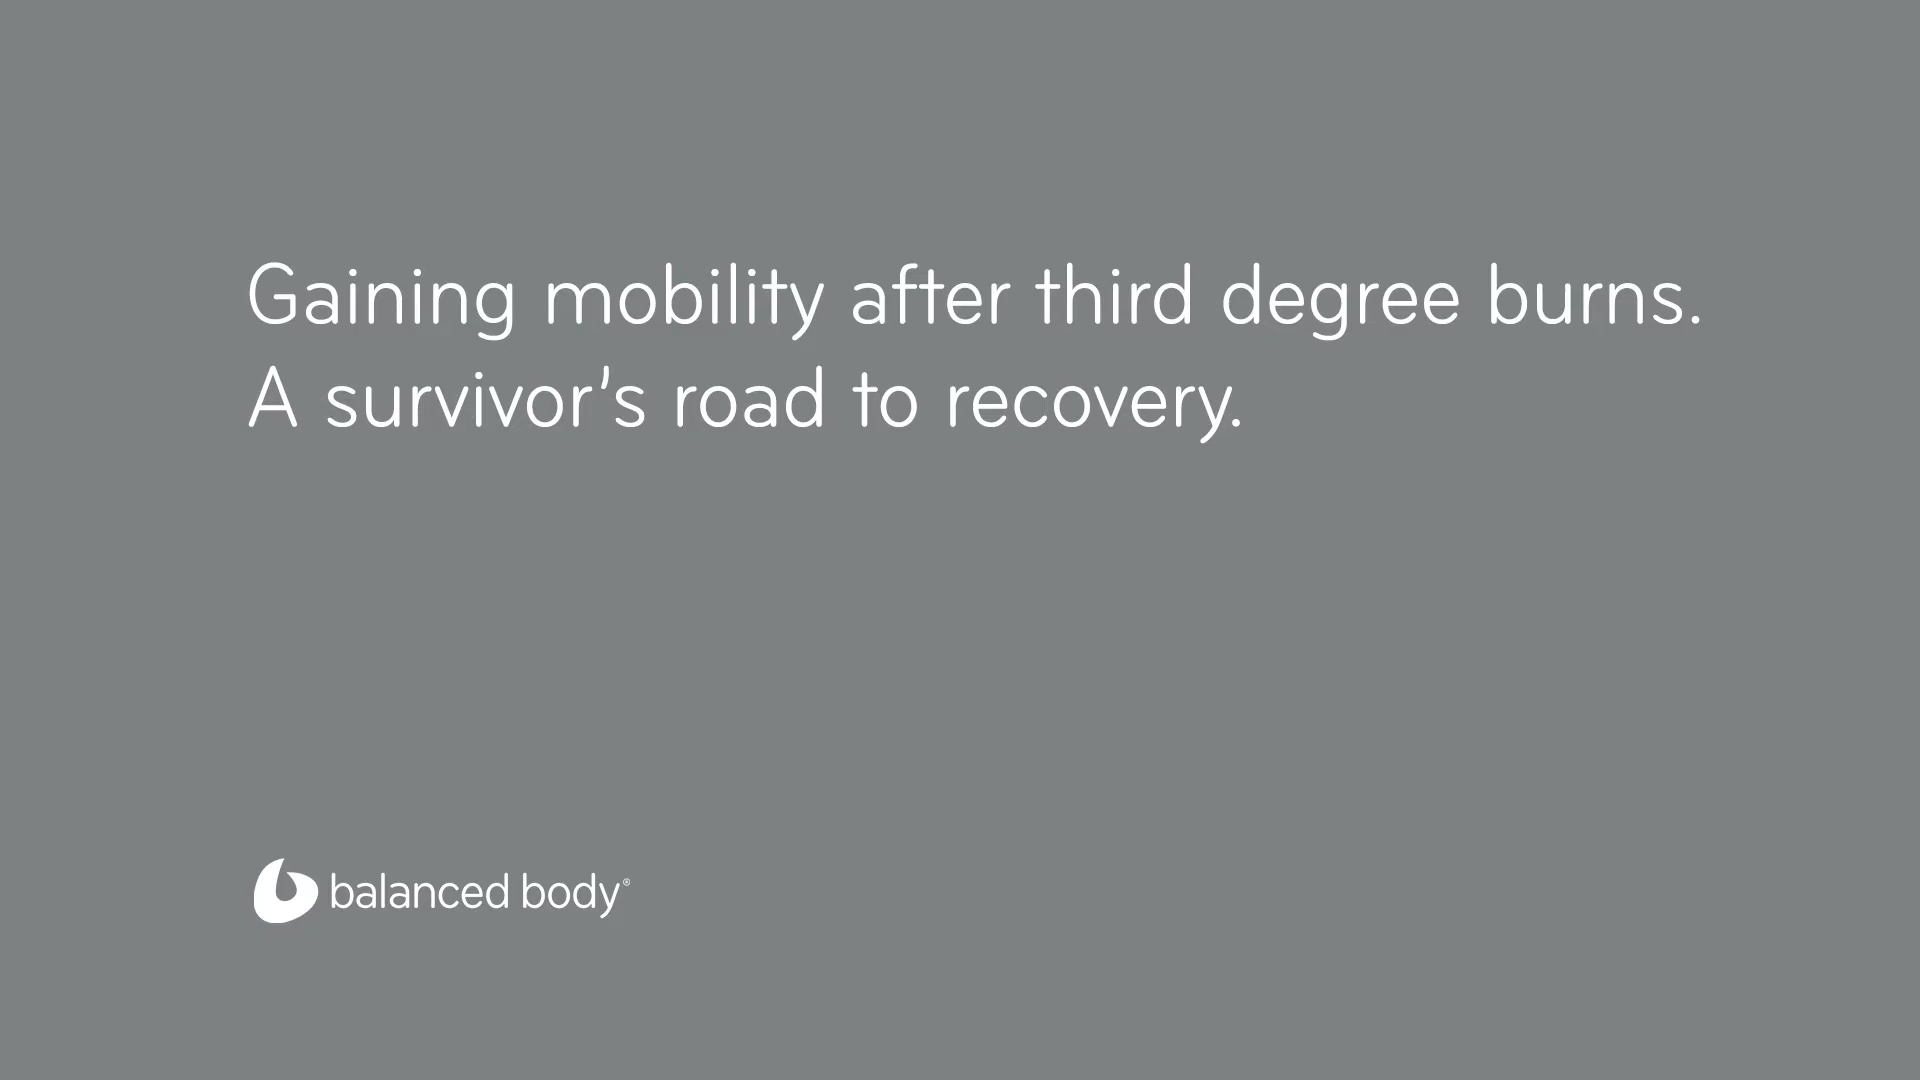 Gaining mobility after third degree burns.
A survivor’s road to recovery.
balanced body®